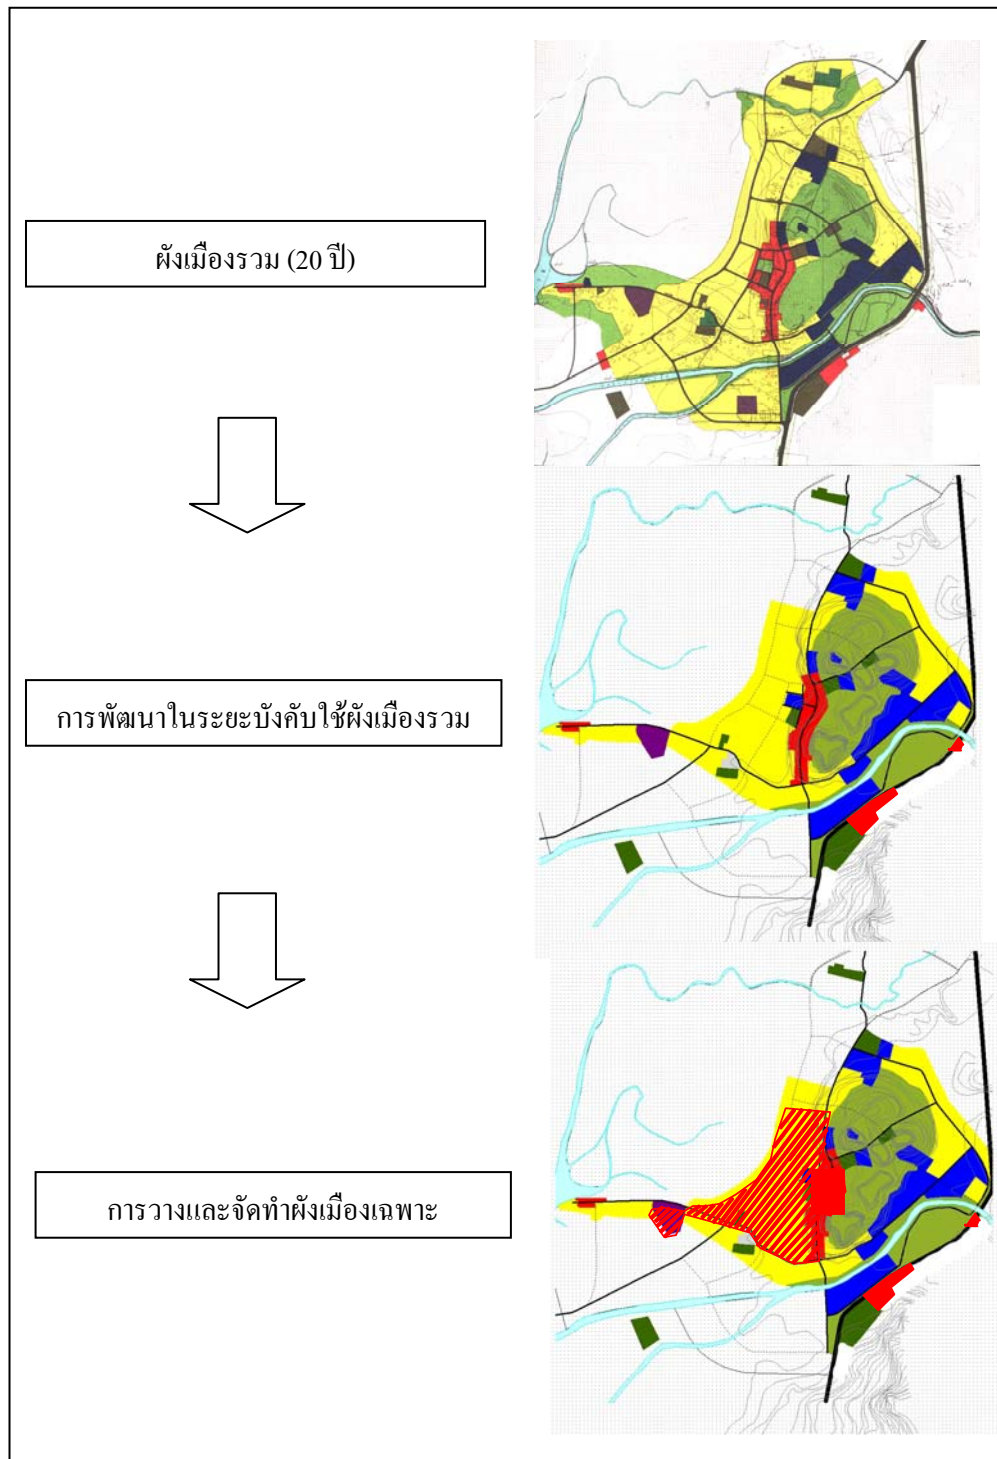 ผังเมืองรวม (20 ปี)
การพัฒนาในระยะบังคับใช้ผังเมืองรวม
การวางและจัดทำผังเมืองเฉพาะ